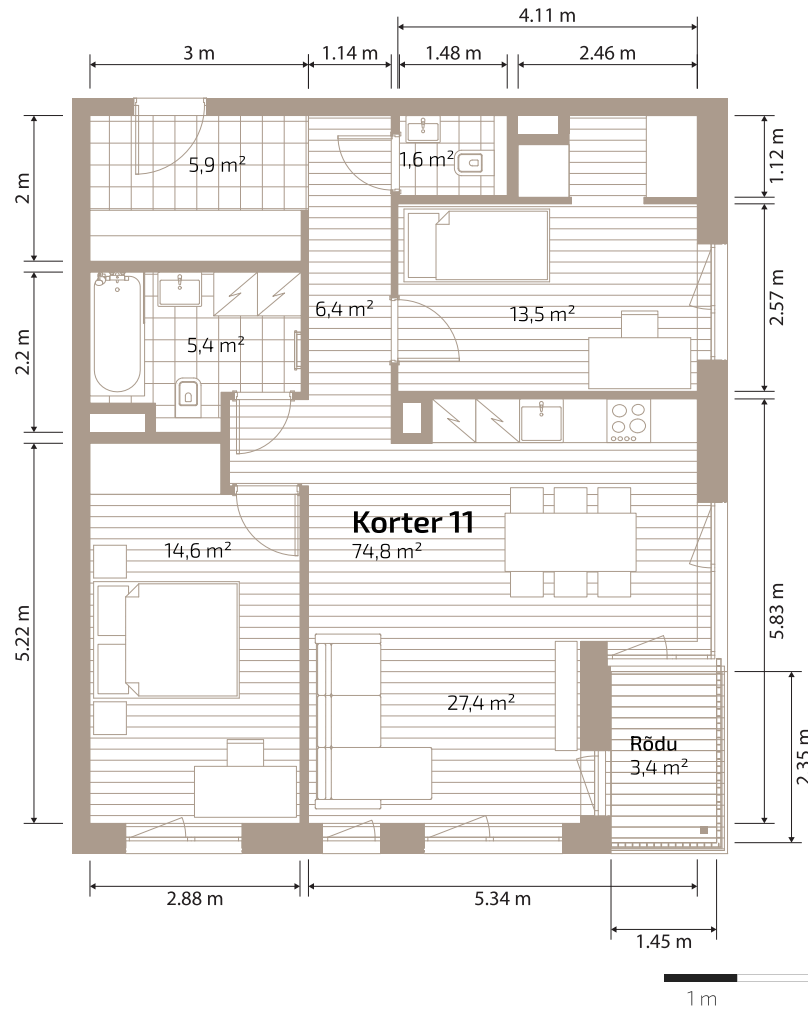 4.11 m
3 m
1.14 m
1.48 m
2.46 m
5,9 m²
1,6 m²
1.12 m
2 m
2.57 m
6,4 m²
13,5 m²
5,4 m²
2.2 m
Korter 11
74,8 m²
14,6 m²
5.22 m
5.83 m
27,4 m²
Rõdu
3,4 m²
2.35 m
2.88 m
5.34 m
1.45 m
1 m